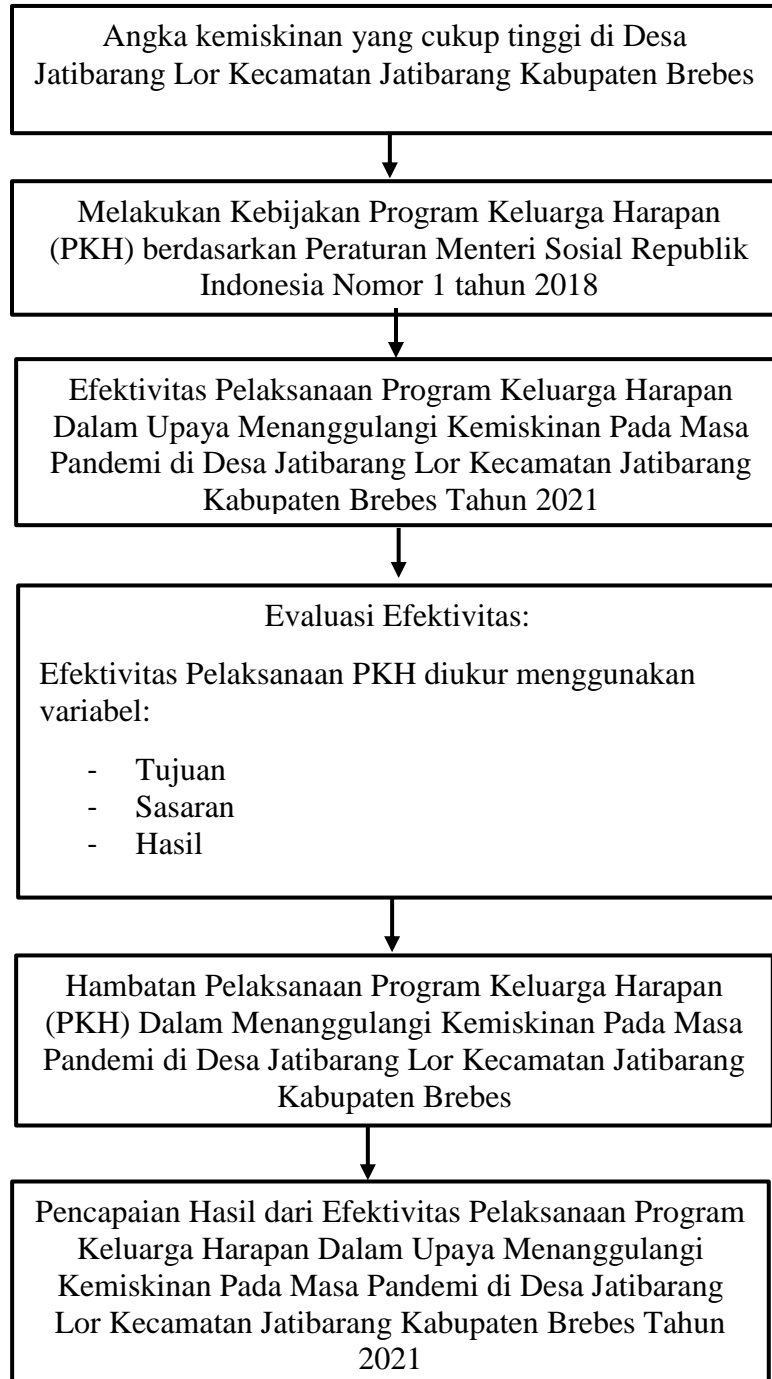 Angka kemiskinan yang cukup tinggi di Desa
Jatibarang Lor Kecamatan Jatibarang Kabupaten Brebes
Melakukan Kebijakan Program Keluarga Harapan
(PKH) berdasarkan Peraturan Menteri Sosial Republik
Indonesia Nomor 1 tahun 2018
Efektivitas Pelaksanaan Program Keluarga Harapan
Dalam Upaya Menanggulangi Kemiskinan Pada Masa
Pandemi di Desa Jatibarang Lor Kecamatan Jatibarang
Kabupaten Brebes Tahun 2021
Evaluasi Efektivitas:
Efektivitas Pelaksanaan PKH diukur menggunakan
variabel:
- Tujuan
- Sasaran
- Hasil
Hambatan Pelaksanaan Program Keluarga Harapan
(PKH) Dalam Menanggulangi Kemiskinan Pada Masa
Pandemi di Desa Jatibarang Lor Kecamatan Jatibarang
Kabupaten Brebes
Pencapaian Hasil dari Efektivitas Pelaksanaan Program
Keluarga Harapan Dalam Upaya Menanggulangi
Kemiskinan Pada Masa Pandemi di Desa Jatibarang
Lor Kecamatan Jatibarang Kabupaten Brebes Tahun
2021